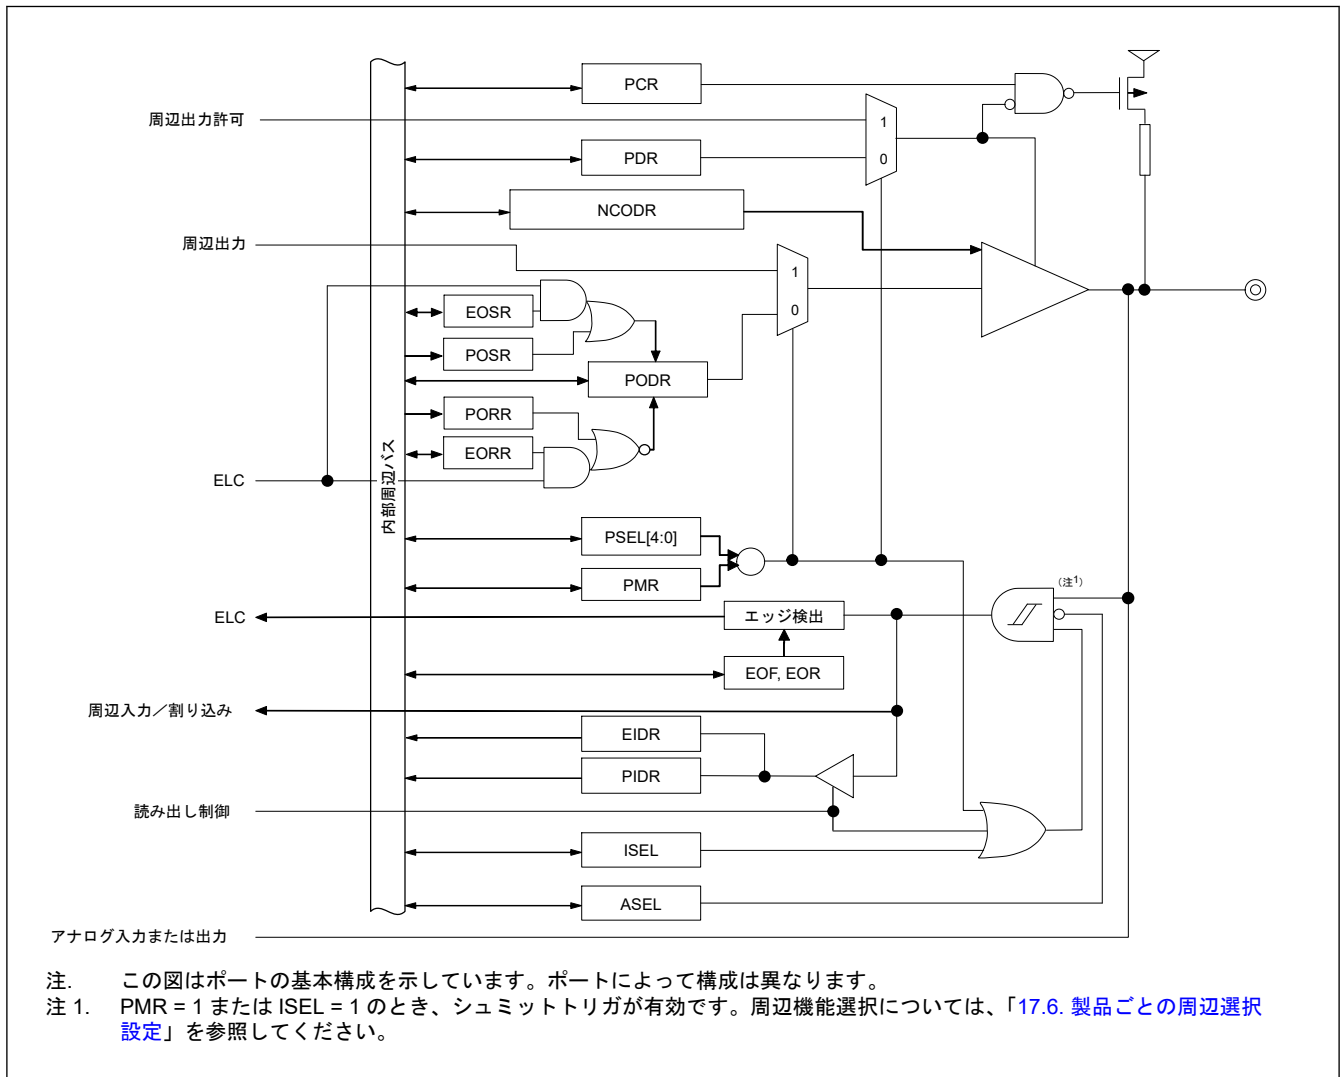 PCR
周辺出力許可
1
PDR
0
NCODR
周辺出力
1
EOSR
0
POSR
PODR
PORR
EORR
ELC
内部周辺バス
PSEL[4:0]
PMR
(注1)
ELC
エッジ検出
EOF, EOR
周辺入力／割り込み
EIDR
PIDR
読み出し制御
ISEL
ASEL
アナログ入力または出力
注. この図はポートの基本構成を示しています。ポートによって構成は異なります。
注 1. PMR = 1 または ISEL = 1 のとき、シュミットトリガが有効です。周辺機能選択については、「17.6. 製品ごとの周辺選択
設定」を参照してください。